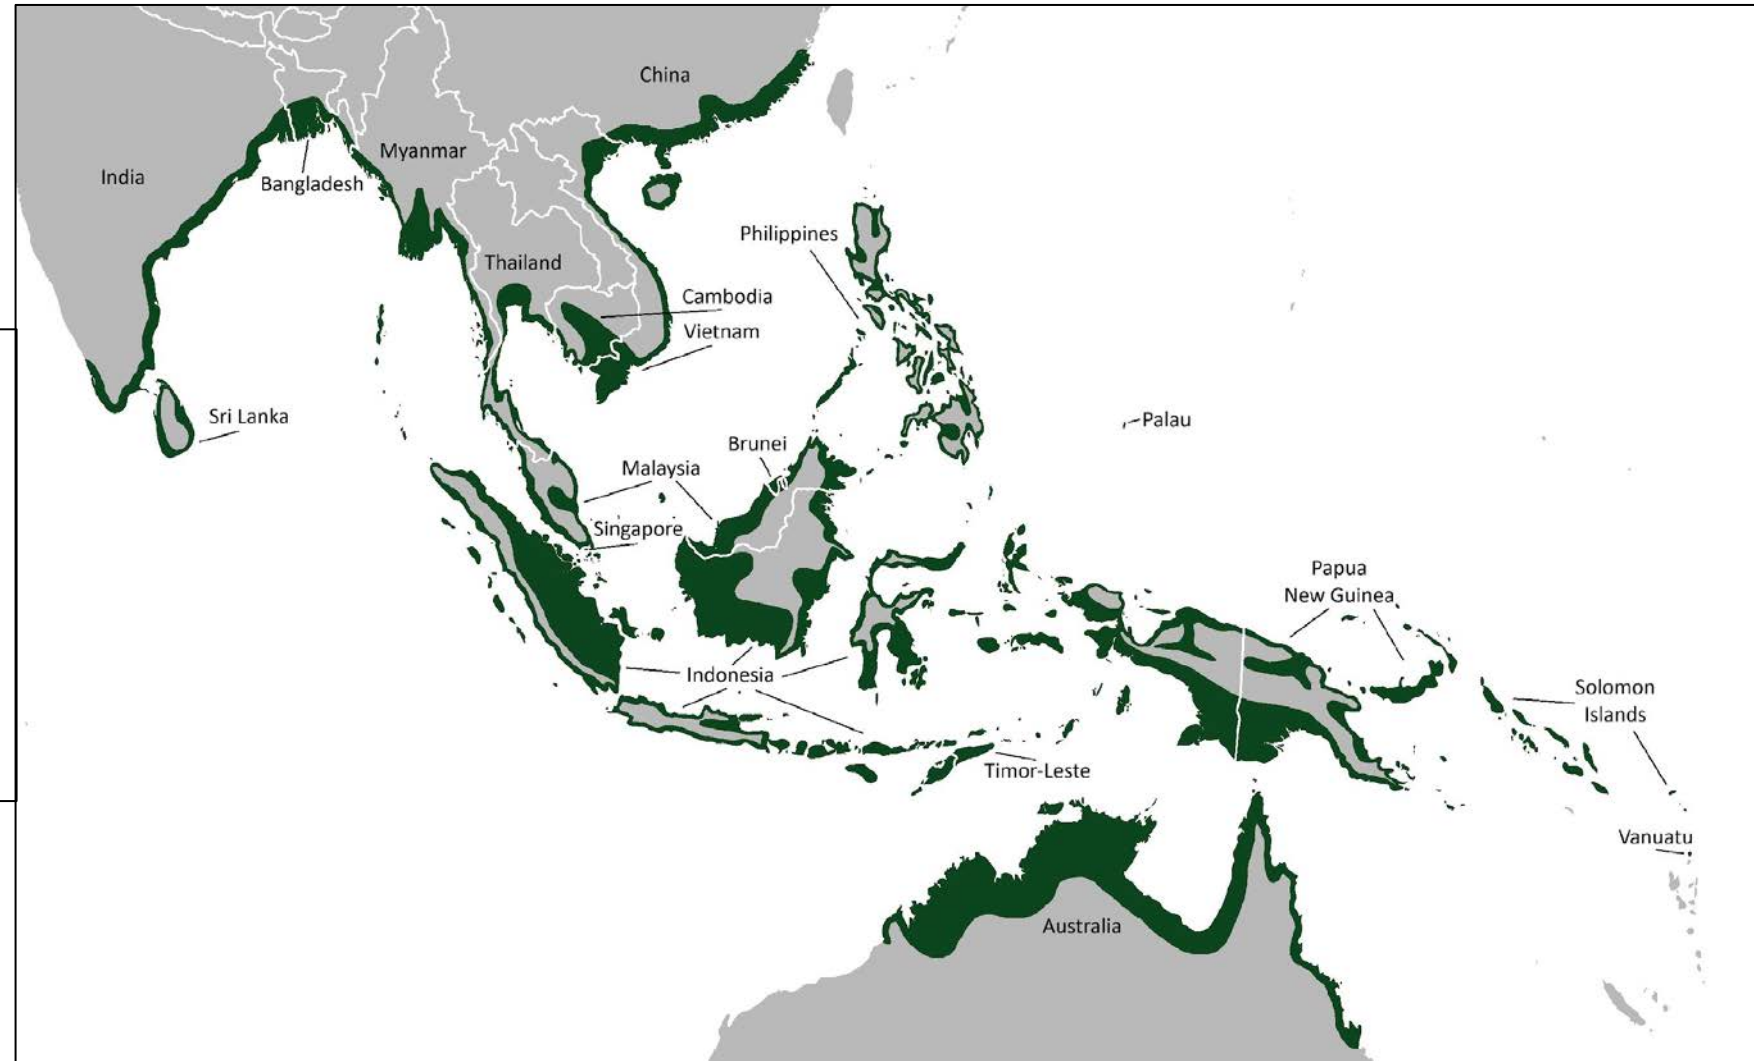 China
Myanmar
India
Bangladesh
Philippines
Thailand
Cambodia
Vietnam
Sri Lanka
Palau
Brunei
Malaysia
Singapore
Papua
New Guinea
Indonesia
Solomon
Islands
Timor-Leste
Vanuatu
Australia